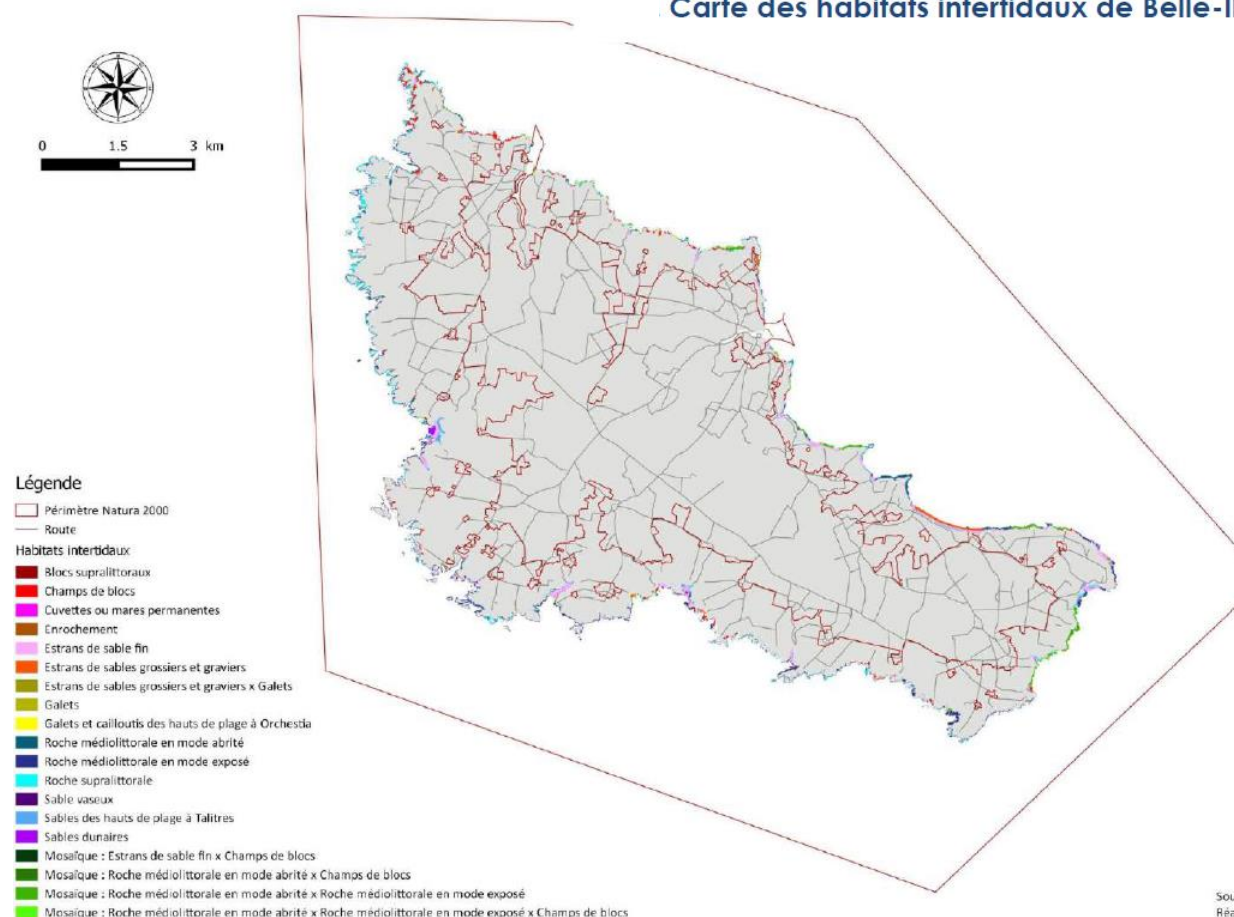 Carte des habitats intertidaux de Belle-Il
0 1.5 3 km
Légende
Périmètre Natura 2000
Route
Habitats intertidaux
Blocs supralittoraux
Champs de blocs
Cuvettes ou mares permanentes
Enrochement
Estrans de sable fin
Estrans de sables grossiers et graviers
Estrans de sables grossiers et graviers x Galets
Galets
Galets et cailloutis des hauts de plage à Orchestia
Roche médiolittorale en mode abrité
Roche médiolittorale en mode exposé
Roche supralittorale
Sable vaseux
Sables des hauts de plage à Talitres
Sables dunaires
Mosaïque : Estrans de sable fin x Champs de blocs
Mosaïque : Roche médiolittorale en mode abrité x Champs de blocs
Mosaïque : Roche médiolittorale en mode abrité x Roche médiolittorale en mode exposé
Mosaïque : Roche médiolittorale en mode abrité x Roche médiolittorale en mode exposé x Champs de blocs
Sou
Réa